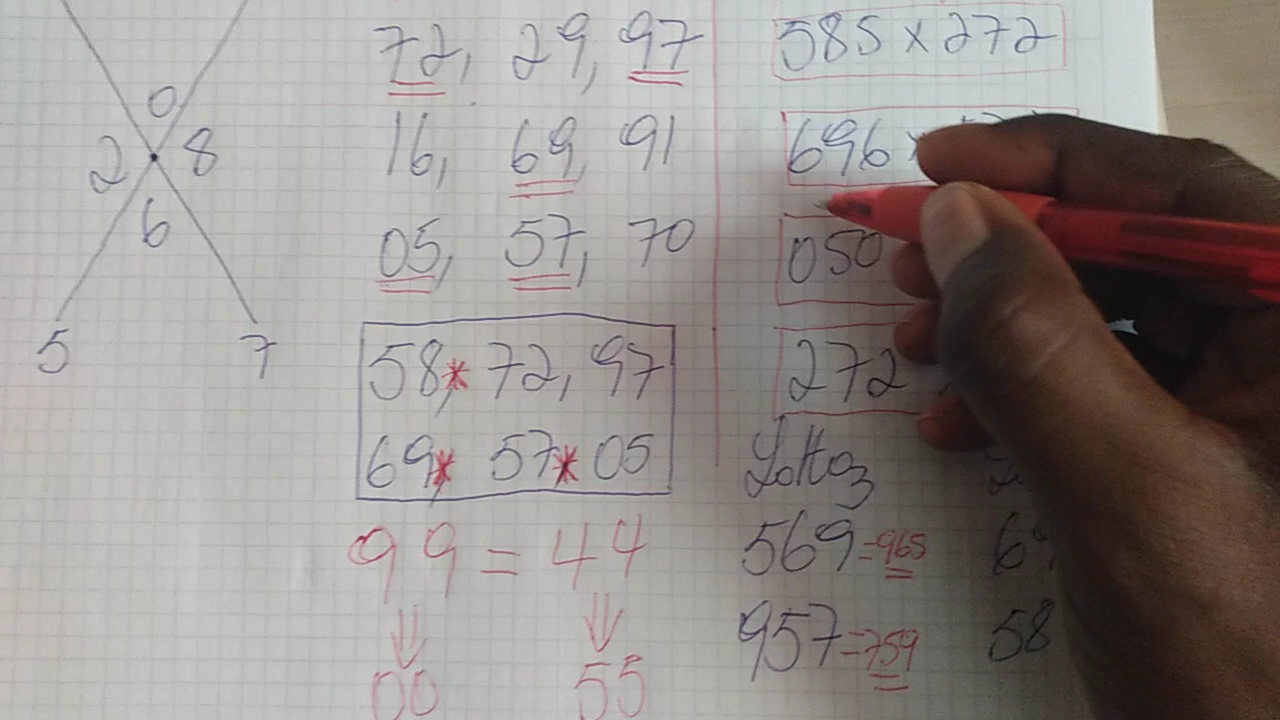 0
2 8
6
5 7
72, 29, 97
16, 69, 91
05, 57, 70
58* 72, 97
69* 57* 05
99 = 44
00 55
585 x 272
696 x
050
272
Lotto3
569=965
957=759
58